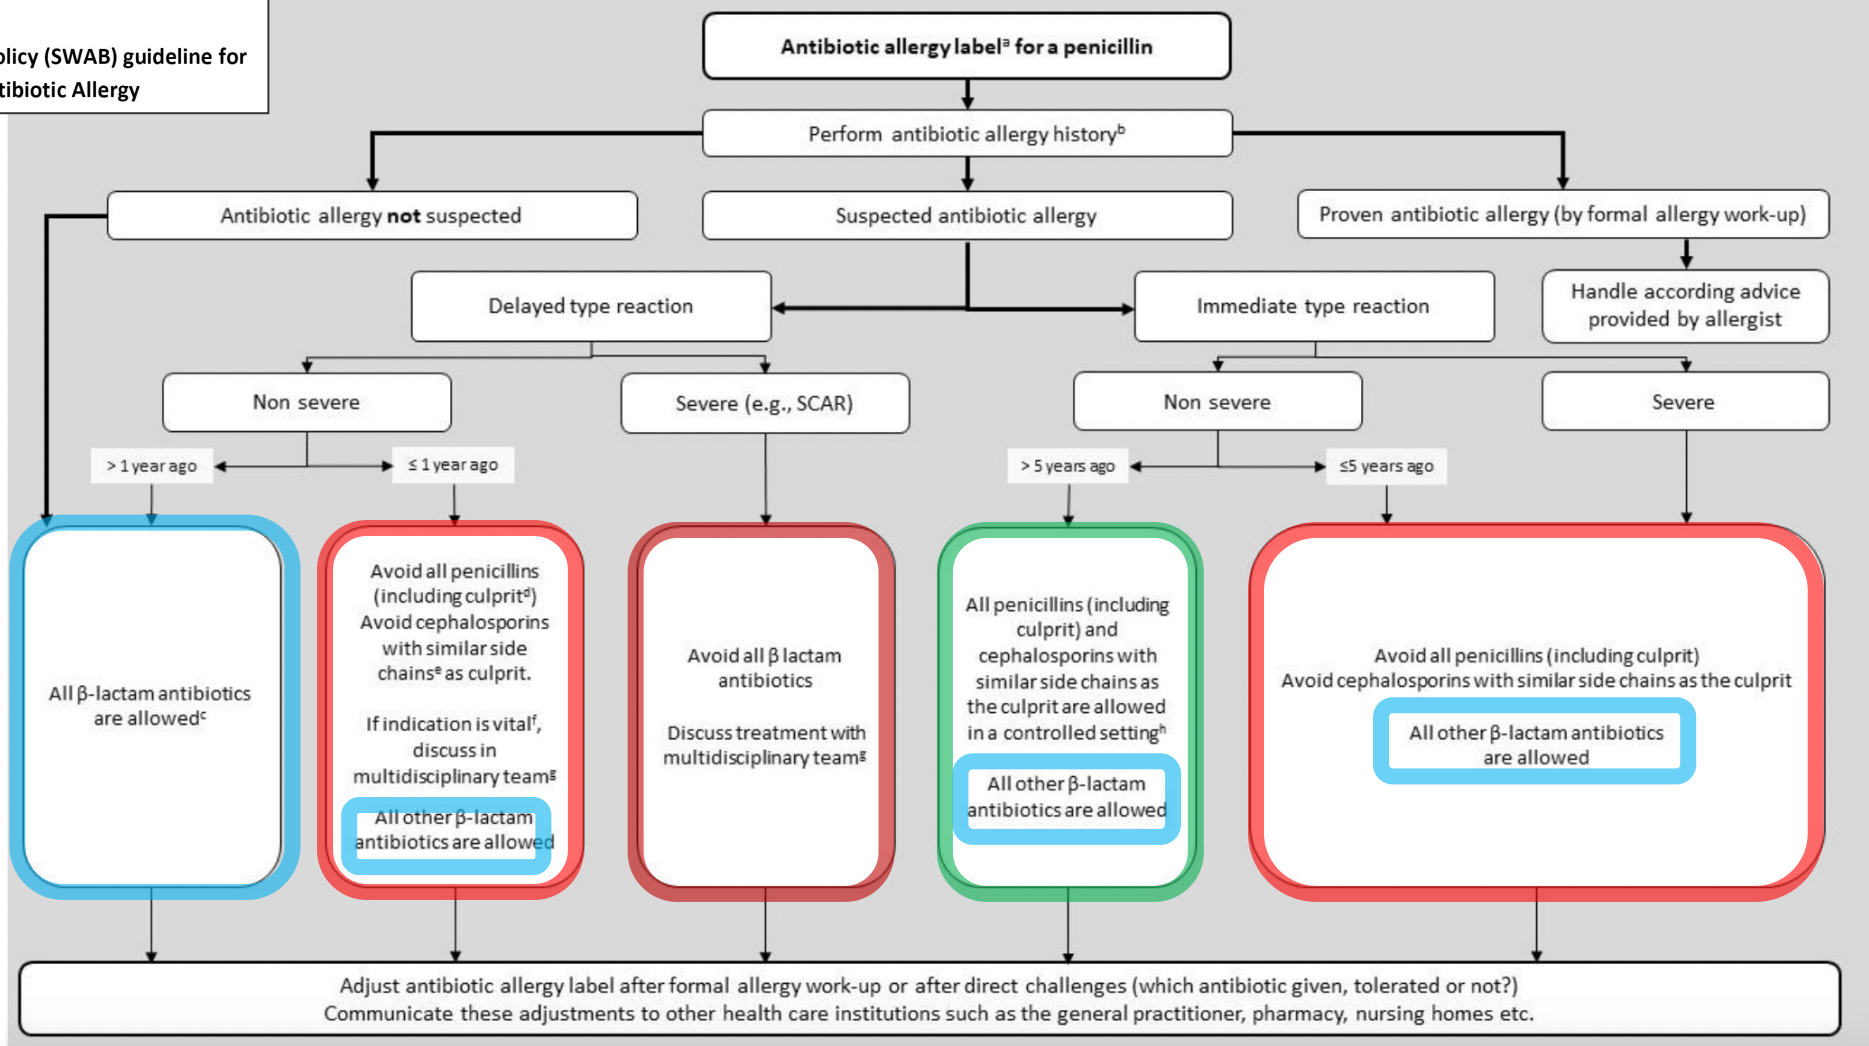 olicy (SWAB) guideline for
tibiotic Allergy
Antibiotic allergy labelᵃ for a penicillin
Perform antibiotic allergy historyᵇ
Antibiotic allergy not suspected
Suspected antibiotic allergy
Proven antibiotic allergy (by formal allergy work-up)
Delayed type reaction
Immediate type reaction
Handle according advice
provided by allergist
Non severe
Severe (e.g., SCAR)
Non severe
Severe
> 1 year ago
≤ 1 year ago
> 5 years ago
≤5 years ago
All β-lactam antibiotics
are allowedᶜ
Avoid all penicillins
(including culpritᵈ)
Avoid cephalosporins
with similar side
chainsᵉ as culprit.
If indication is vitalᶠ,
discuss in
multidisciplinary teamᵍ
All other β-lactam
antibiotics are allowed
Avoid all β lactam
antibiotics
Discuss treatment with
multidisciplinary teamᵍ
All penicillins (including
culprit) and
cephalosporins with
similar side chains as
the culprit are allowed
in a controlled settingʰ
All other β-lactam
antibiotics are allowed
Avoid all penicillins (including culprit)
Avoid cephalosporins with similar side chains as the culprit
All other β-lactam antibiotics
are allowed
Adjust antibiotic allergy label after formal allergy work-up or after direct challenges (which antibiotic given, tolerated or not?)
Communicate these adjustments to other health care institutions such as the general practitioner, pharmacy, nursing homes etc.